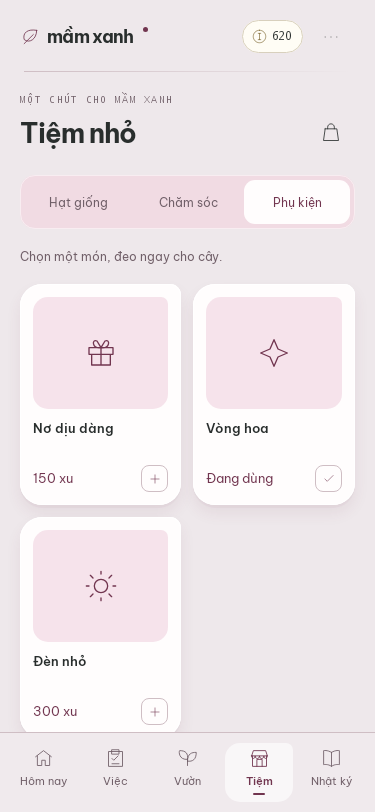 mầm xanh
620
MỘT CHÚT CHO MẦM XANH
Tiệm nhỏ
Hạt giống
Chăm sóc
Phụ kiện
Chọn một món, đeo ngay cho cây.
Nơ dịu dàng
150 xu
Vòng hoa
Đang dùng
Đèn nhỏ
300 xu
Hôm nay
Việc
Vườn
Tiệm
Nhật ký